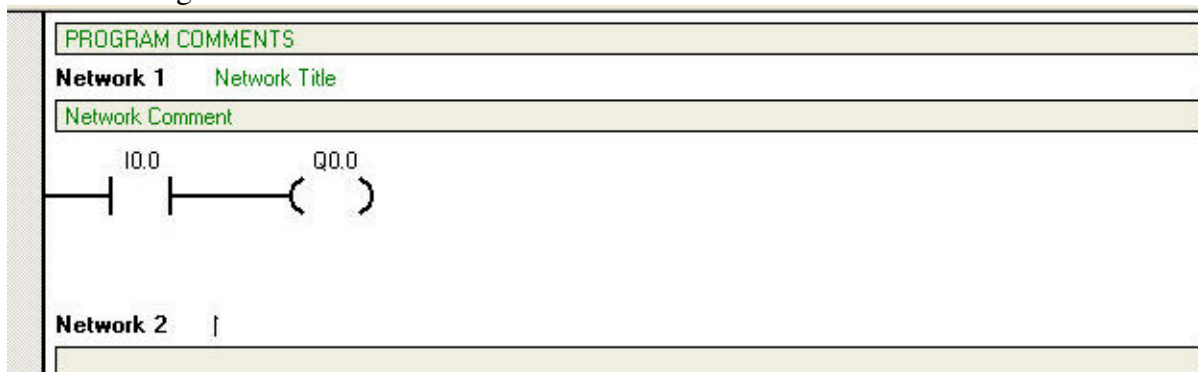 PROGRAM COMMENTS
Network 1 Network Title
Network Comment
I0.0 Q0.0
Network 2